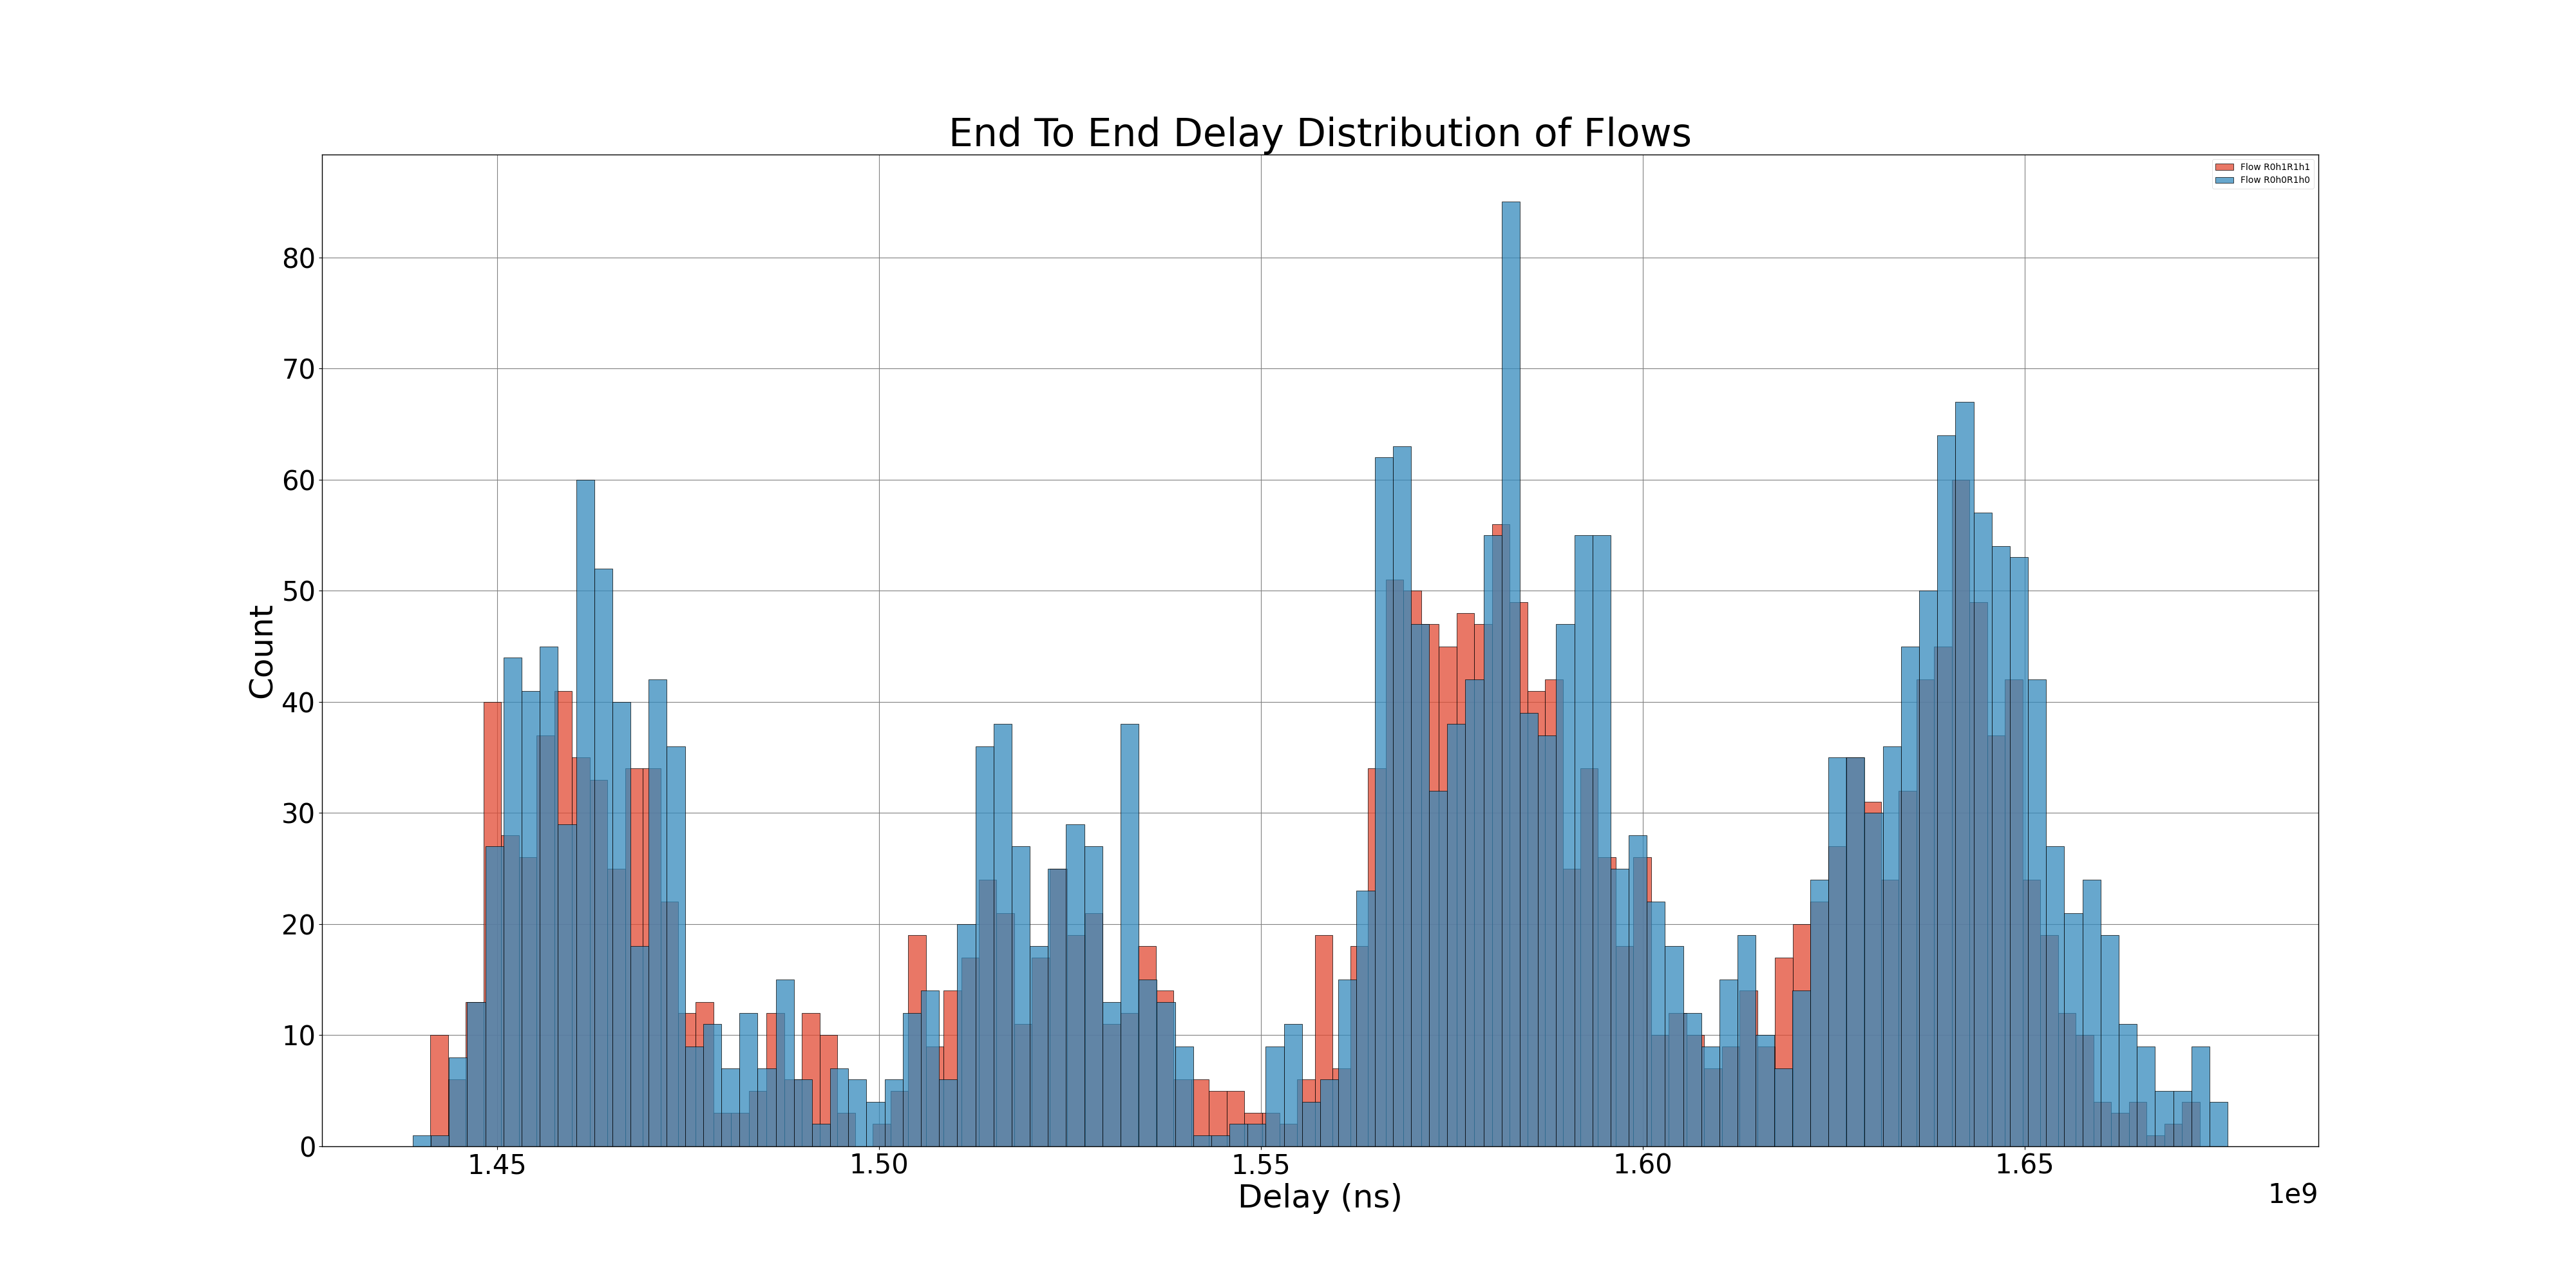 End To End Delay Distribution of Flows
Flow R0h1R1h1
Flow R0h0R1h0
80
70
60
50
40
30
20
10
0
Count
1.45 1.50 1.55 1.60 1.65
Delay (ns)
1e9